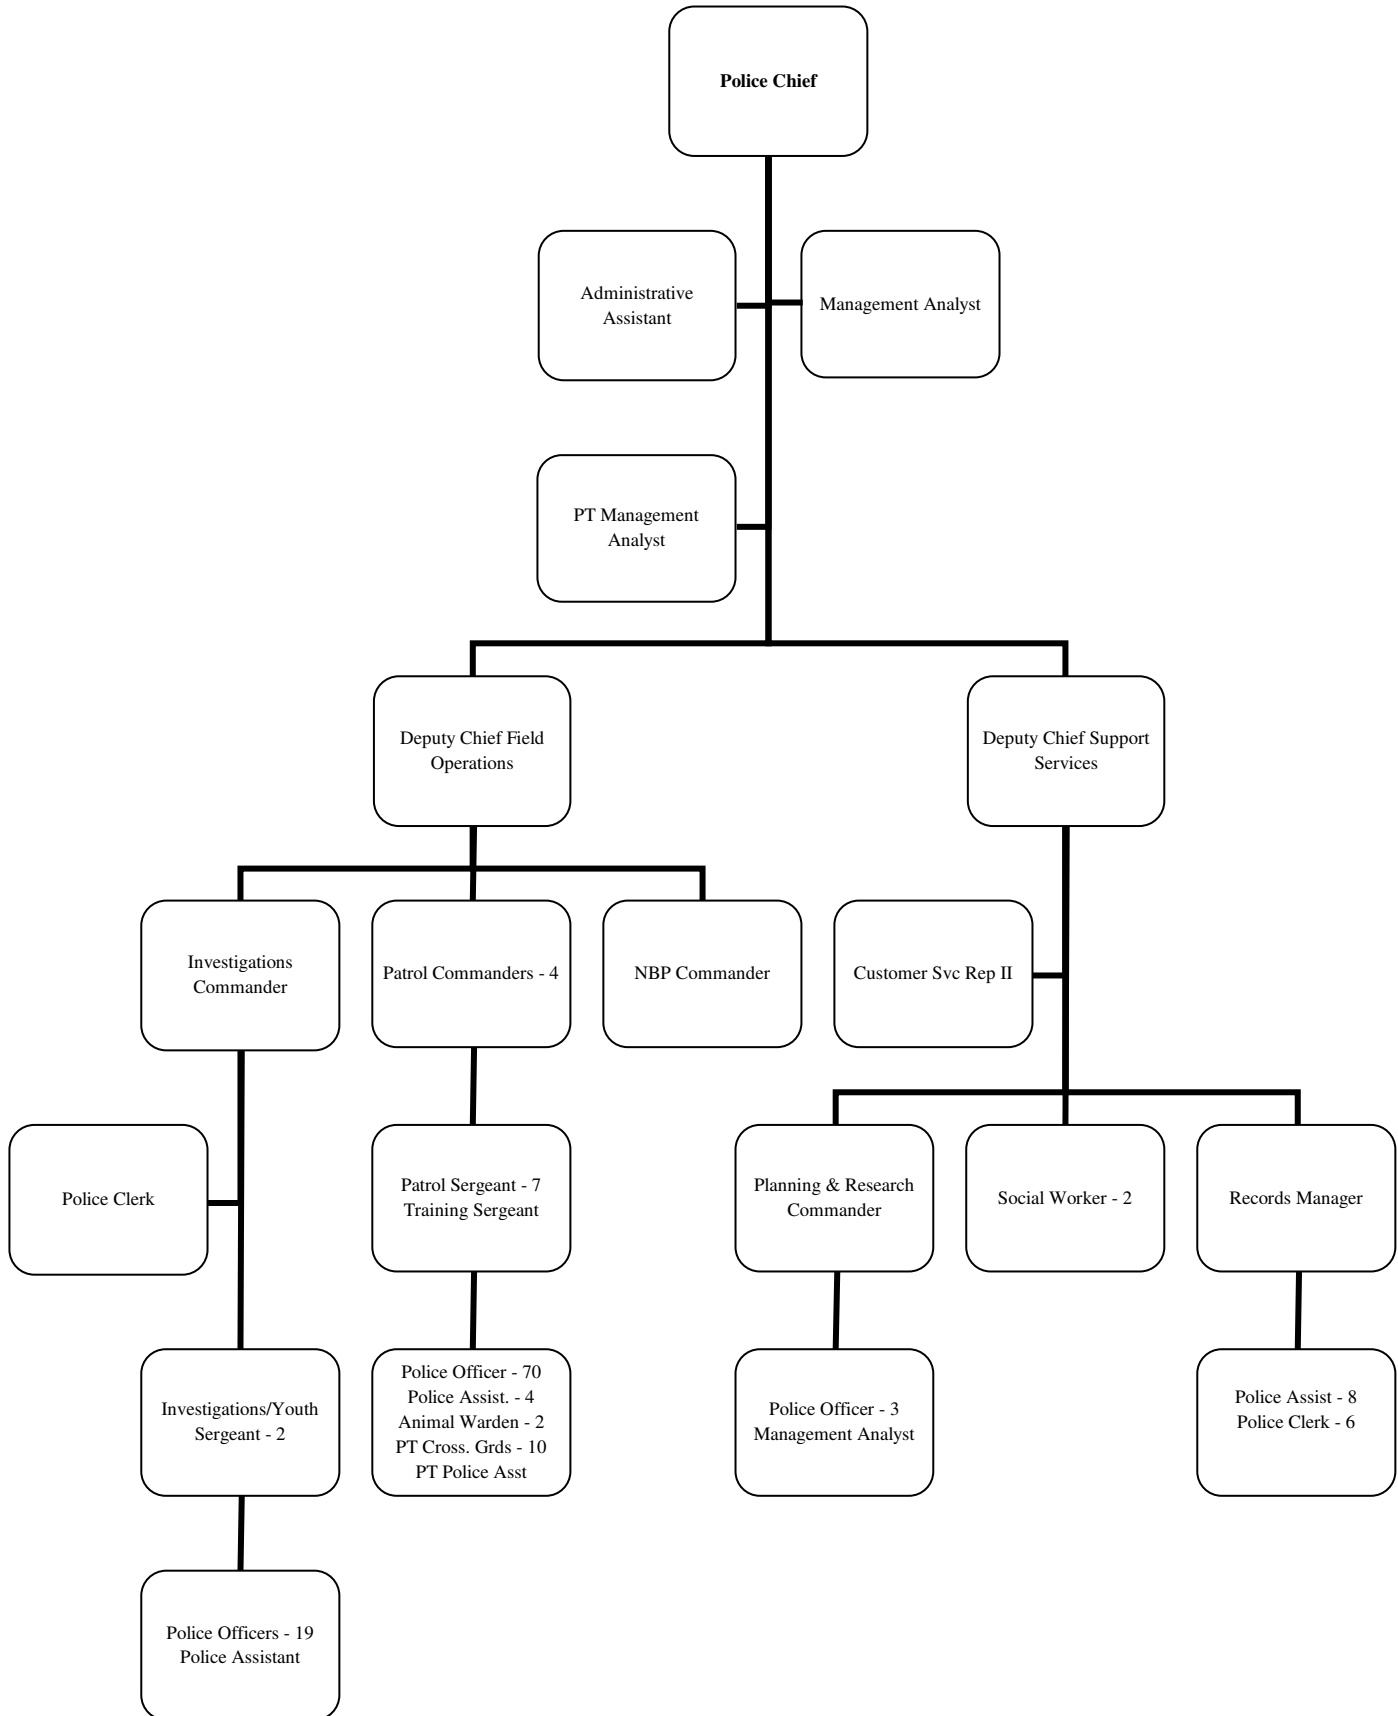 Police Chief
Administrative
Assistant
Management Analyst
PT Management
Analyst
Deputy Chief Field
Operations
Deputy Chief Support
Services
Investigations
Commander
Patrol Commanders - 4
NBP Commander
Customer Svc Rep II
Police Clerk
Patrol Sergeant - 7
Training Sergeant
Planning & Research
Commander
Social Worker - 2
Records Manager
Investigations/Youth
Sergeant - 2
Police Officer - 70
Police Assist. - 4
Animal Warden - 2
PT Cross. Grds - 10
PT Police Asst
Police Officer - 3
Management Analyst
Police Assist - 8
Police Clerk - 6
Police Officers - 19
Police Assistant